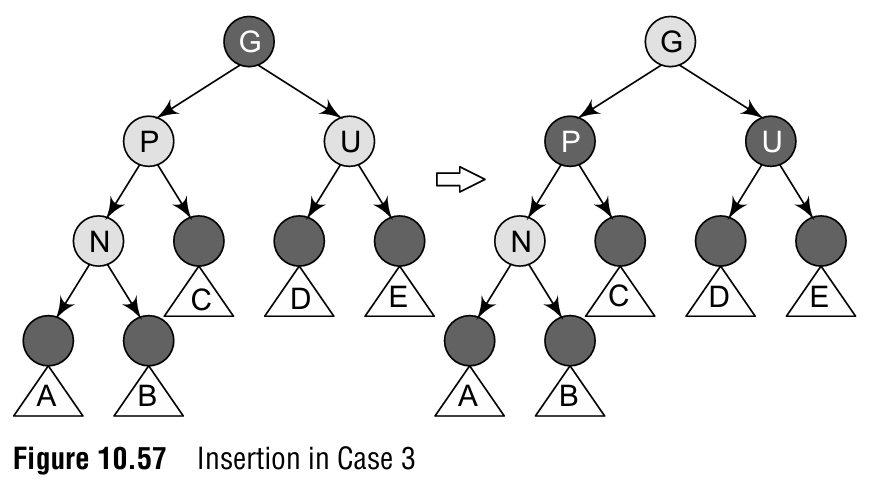 G G
P U P U
N N
C D E C D E
A B A B
Figure 10.57 Insertion in Case 3